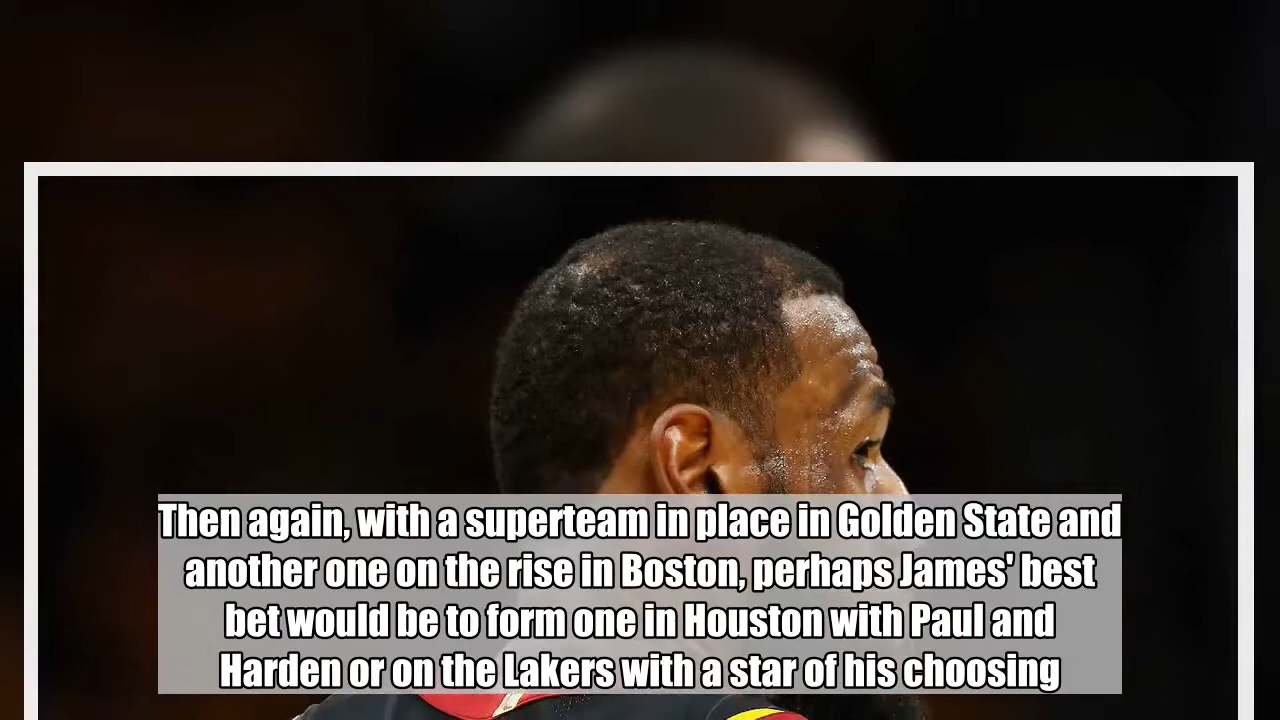 Then again, with a superteam in place in Golden State and
another one on the rise in Boston, perhaps James' best
bet would be to form one in Houston with Paul and
Harden or on the Lakers with a star of his choosing